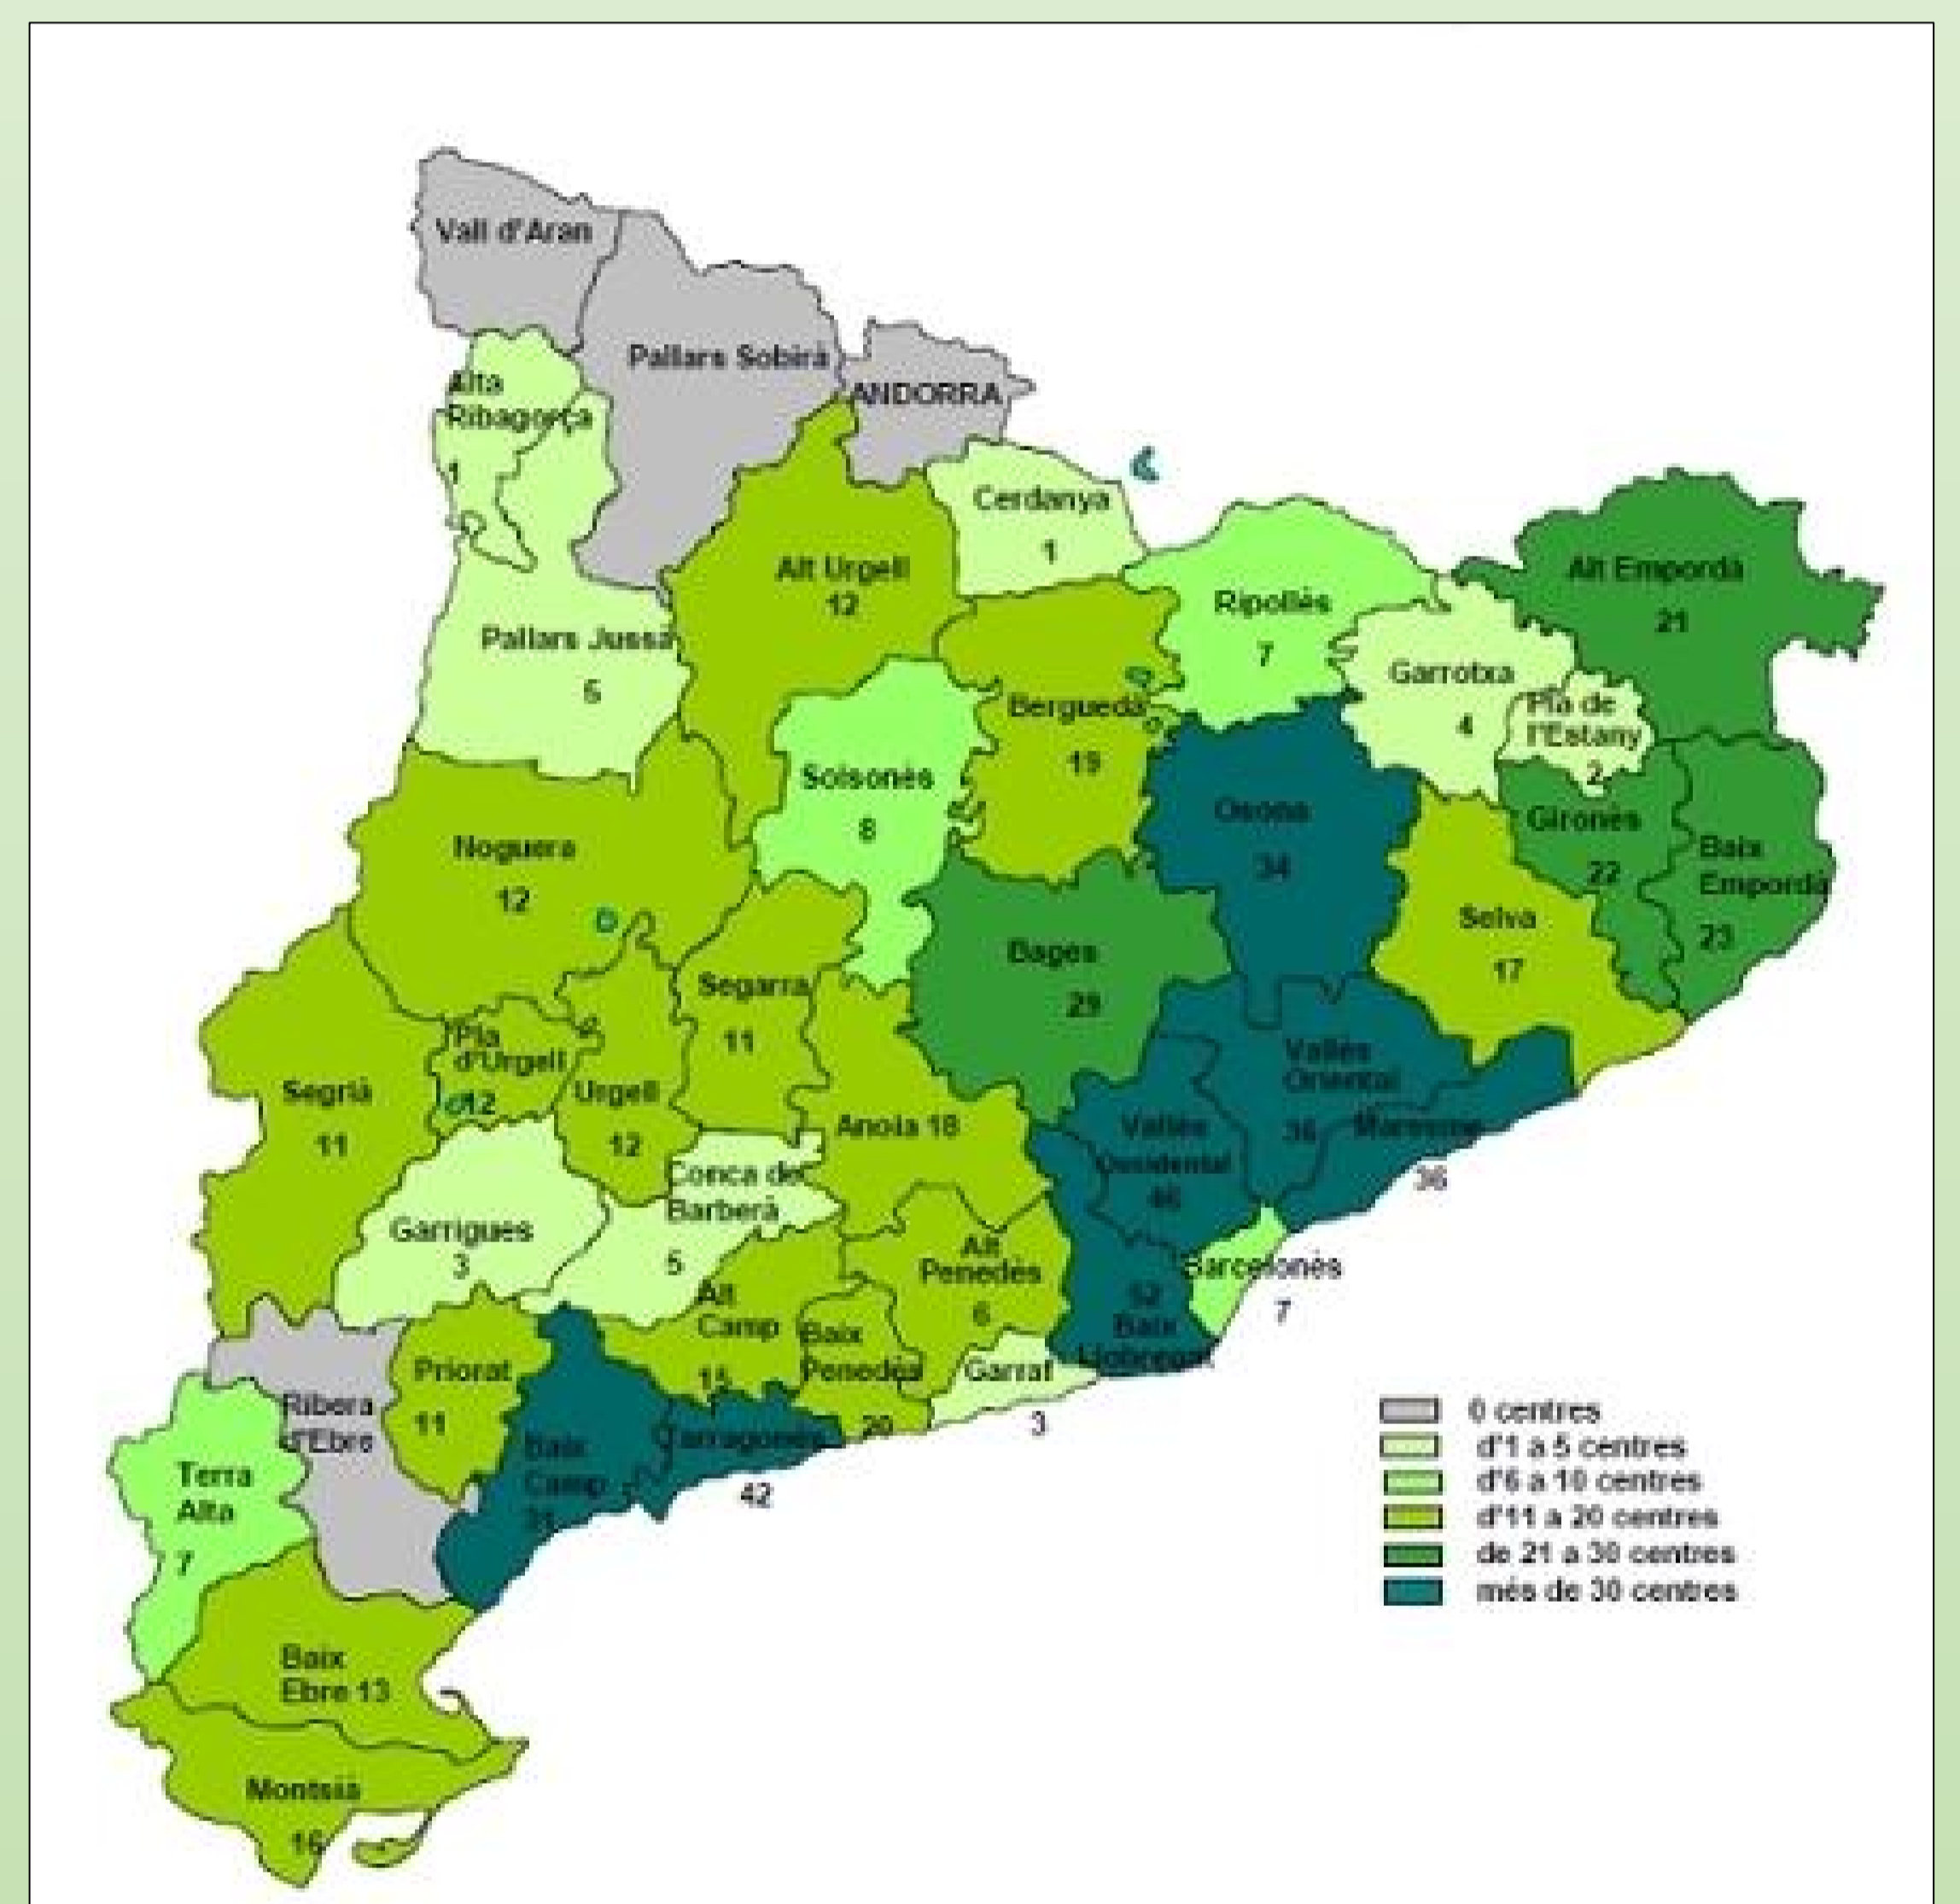 Vall d'Aran
Pallars Sobirà
ANDORRA
Alta
Ribagorça
1
Cerdanya
1
Alt Urgell
12
Ripollès
7
Alt Empordà
21
Pallars Jussà
5
Garrotxa
4
Pla de
l'Estany
2
Berguedà
19
Solsonès
8
Osona
34
Gironès
22
Baix
Empordà
23
Noguera
12
Selva
17
Bages
29
Segarra
11
Pla
d'Urgell
12
Segrià
11
Urgell
12
Anoia 18
Vallès
Oriental
36
Maresme
36
Vallès
Occidental
46
Conca de
Barberà
5
Garrigues
3
Alt
Penedès
6
Barcelonès
7
52
Baix
Llobregat
Alt
Camp
15
Baix
Penedès
20
Garraf
3
Priorat
11
Ribera
d'Ebre
Baix
Camp
Tarragonès
42
Terra
Alta
7
Baix
Ebre 13
Montsià
16
0 centres
d'1 a 5 centres
d'6 a 10 centres
d'11 a 20 centres
de 21 a 30 centres
més de 30 centres